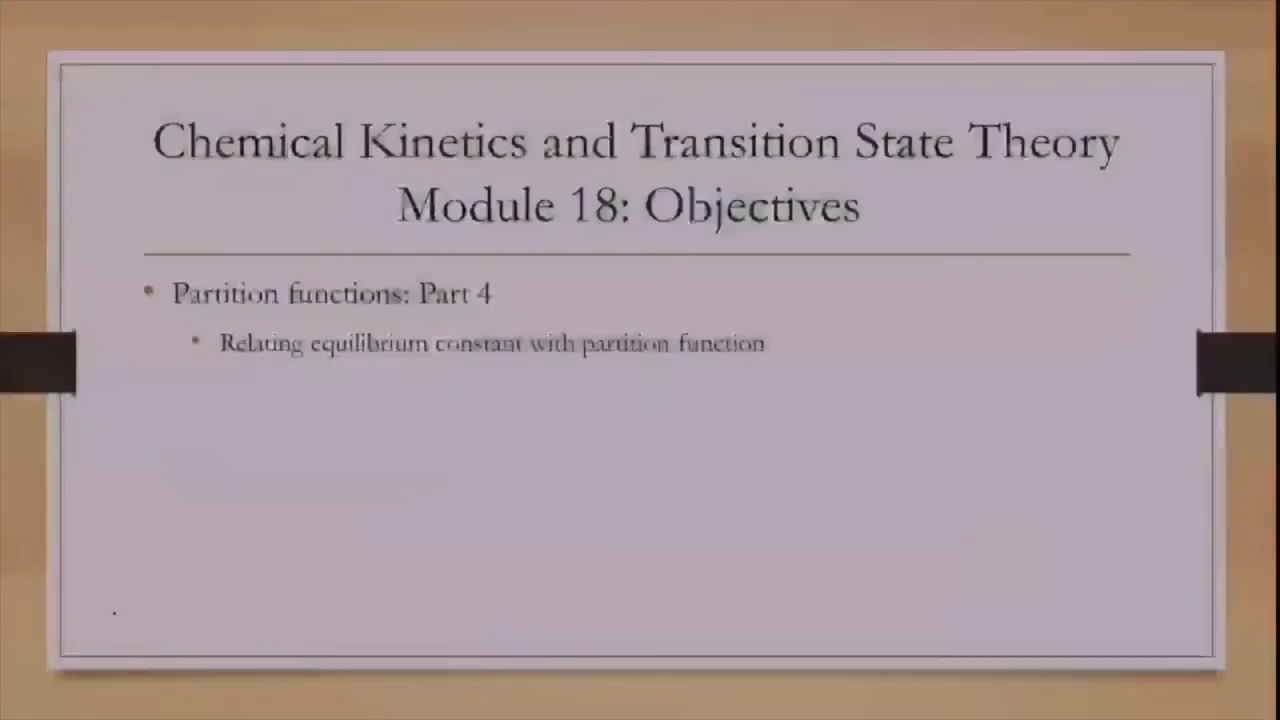 Chemical Kinetics and Transition State Theory
Module 18: Objectives
• Partition functions: Part 4
• Relating equilibrium constant with partition function